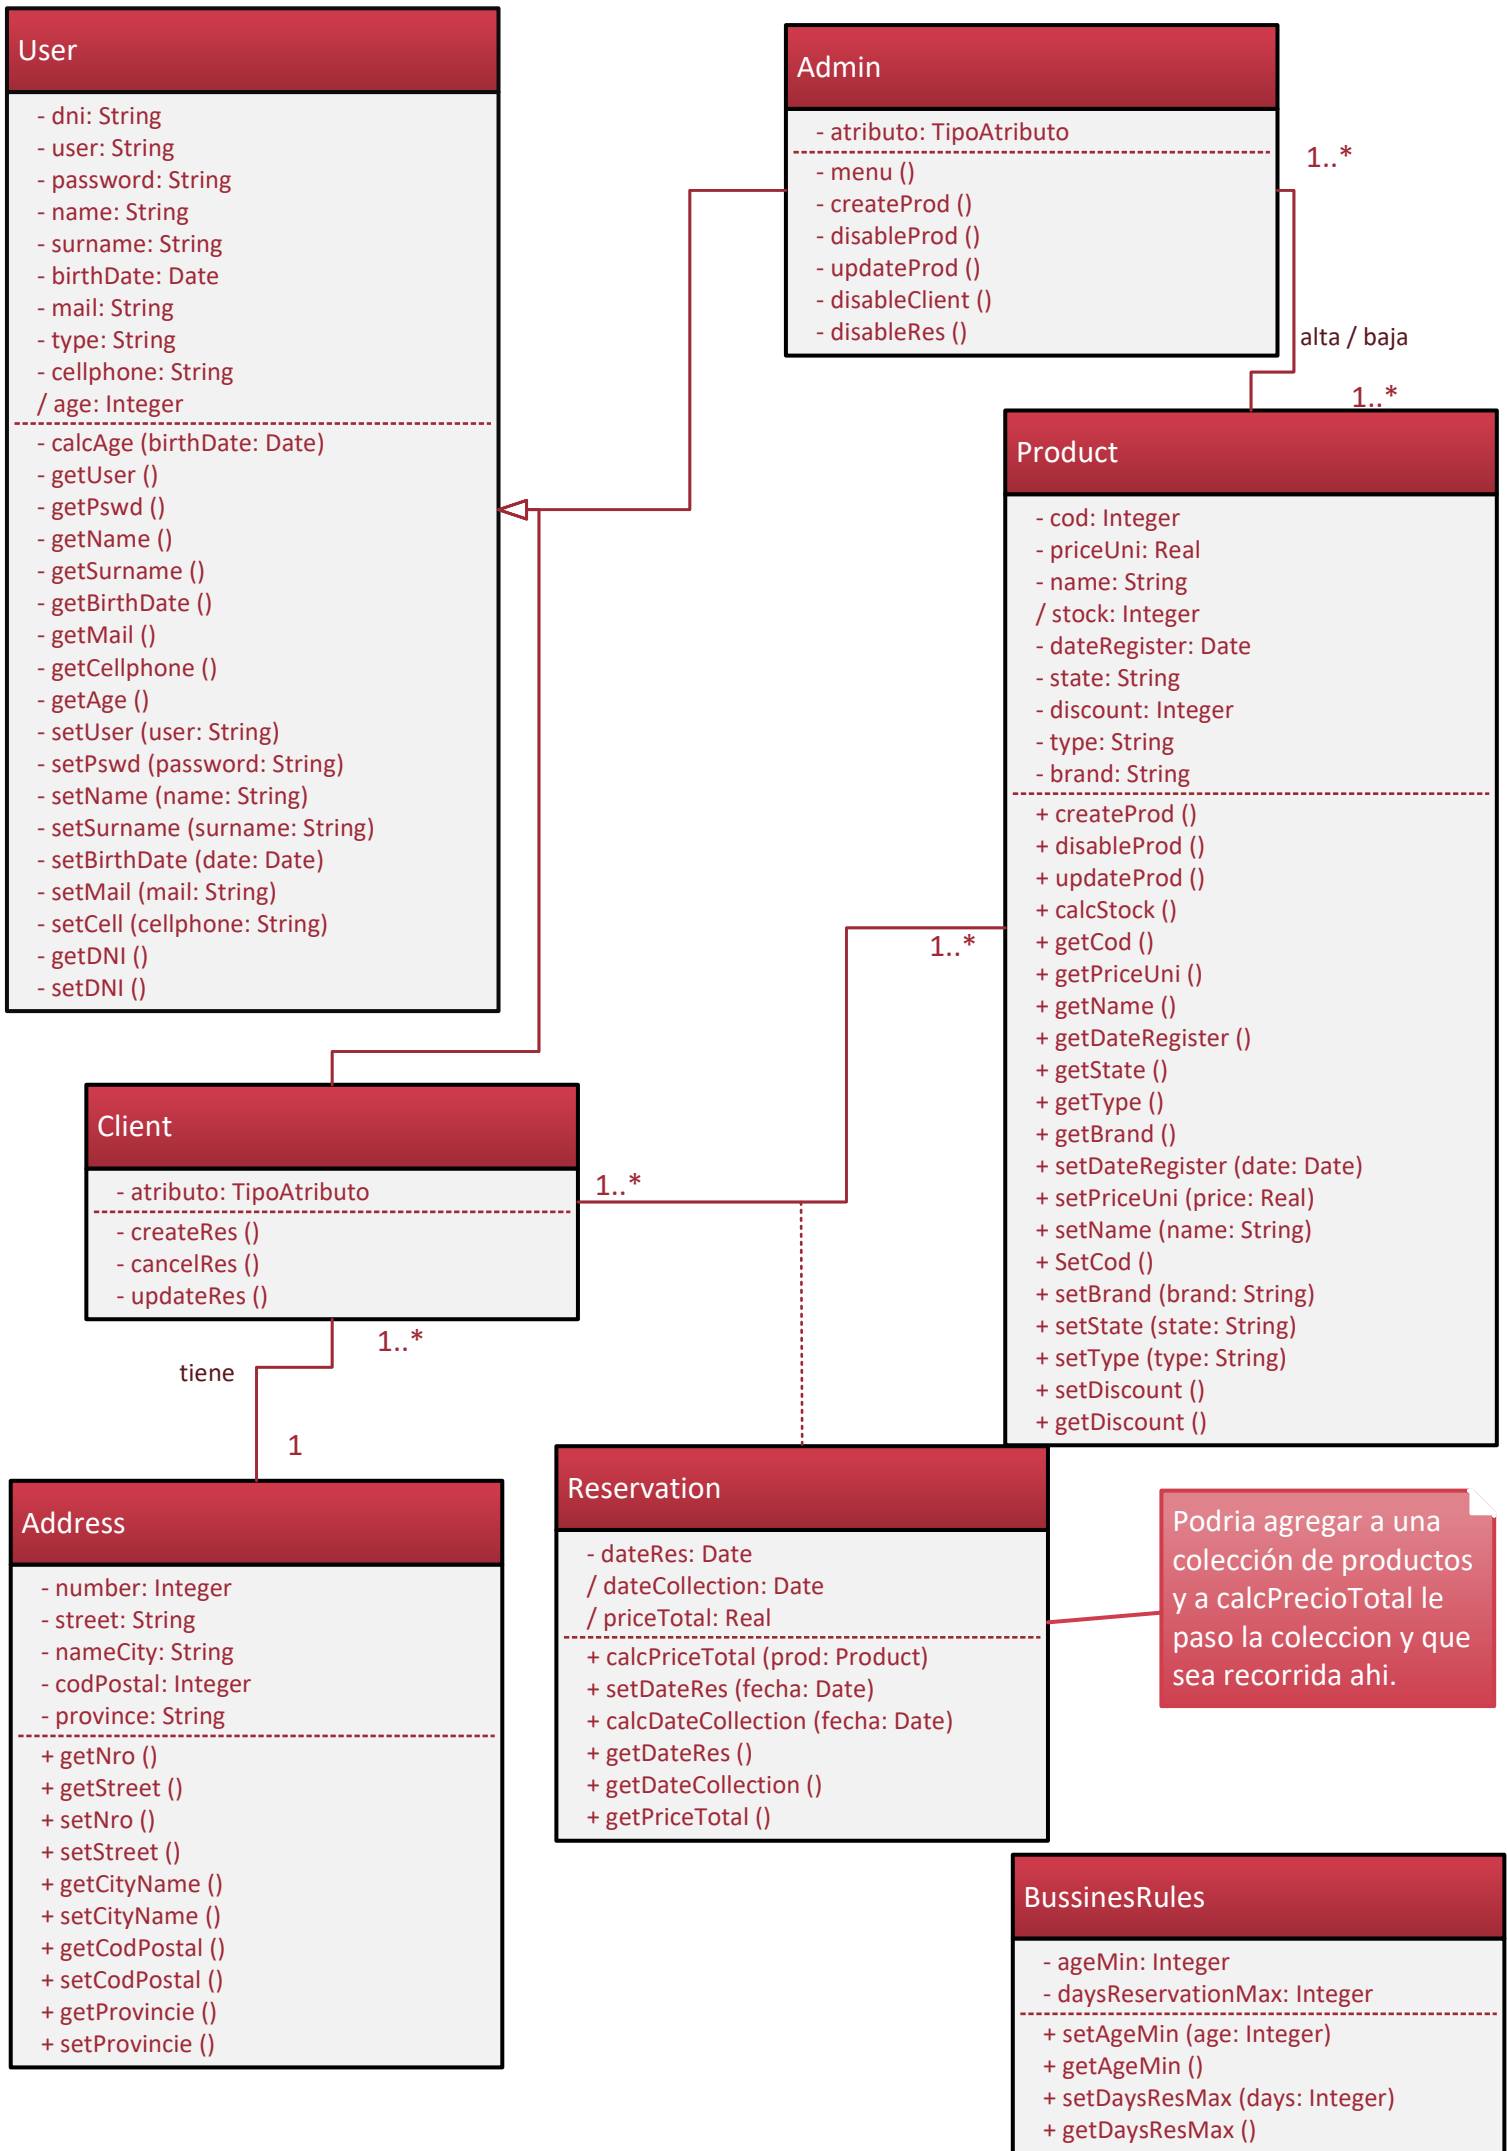 User
- dni: String
- user: String
- password: String
- name: String
- surname: String
- birthDate: Date
- mail: String
- type: String
- cellphone: String
/ age: Integer
- calcAge (birthDate: Date)
- getUser ()
- getPswd ()
- getName ()
- getSurname ()
- getBirthDate ()
- getMail ()
- getCellphone ()
- getAge ()
- setUser (user: String)
- setPswd (password: String)
- setName (name: String)
- setSurname (surname: String)
- setBirthDate (date: Date)
- setMail (mail: String)
- setCell (cellphone: String)
- getDNI ()
- setDNI ()
Admin
- atributo: TipoAtributo
- menu ()
- createProd ()
- disableProd ()
- updateProd ()
- disableClient ()
- disableRes ()
1..*
alta / baja
1..*
Product
- cod: Integer
- priceUni: Real
- name: String
/ stock: Integer
- dateRegister: Date
- state: String
- discount: Integer
- type: String
- brand: String
+ createProd ()
+ disableProd ()
+ updateProd ()
+ calcStock ()
+ getCod ()
+ getPriceUni ()
+ getName ()
+ getDateRegister ()
+ getState ()
+ getType ()
+ getBrand ()
+ setDateRegister (date: Date)
+ setPriceUni (price: Real)
+ setName (name: String)
+ SetCod ()
+ setBrand (brand: String)
+ setState (state: String)
+ setType (type: String)
+ setDiscount ()
+ getDiscount ()
1..*
Client
- atributo: TipoAtributo
- createRes ()
- cancelRes ()
- updateRes ()
1..*
1..*
tiene
1
Address
- number: Integer
- street: String
- nameCity: String
- codPostal: Integer
- province: String
+ getNro ()
+ getStreet ()
+ setNro ()
+ setStreet ()
+ getCityName ()
+ setCityName ()
+ getCodPostal ()
+ setCodPostal ()
+ getProvincie ()
+ setProvincie ()
Reservation
- dateRes: Date
/ dateCollection: Date
/ priceTotal: Real
+ calcPriceTotal (prod: Product)
+ setDateRes (fecha: Date)
+ calcDateCollection (fecha: Date)
+ getDateRes ()
+ getDateCollection ()
+ getPriceTotal ()
Podria agregar a una
colección de productos
y a calcPrecioTotal le
paso la coleccion y que
sea recorrida ahi.
BussinesRules
- ageMin: Integer
- daysReservationMax: Integer
+ setAgeMin (age: Integer)
+ getAgeMin ()
+ setDaysResMax (days: Integer)
+ getDaysResMax ()